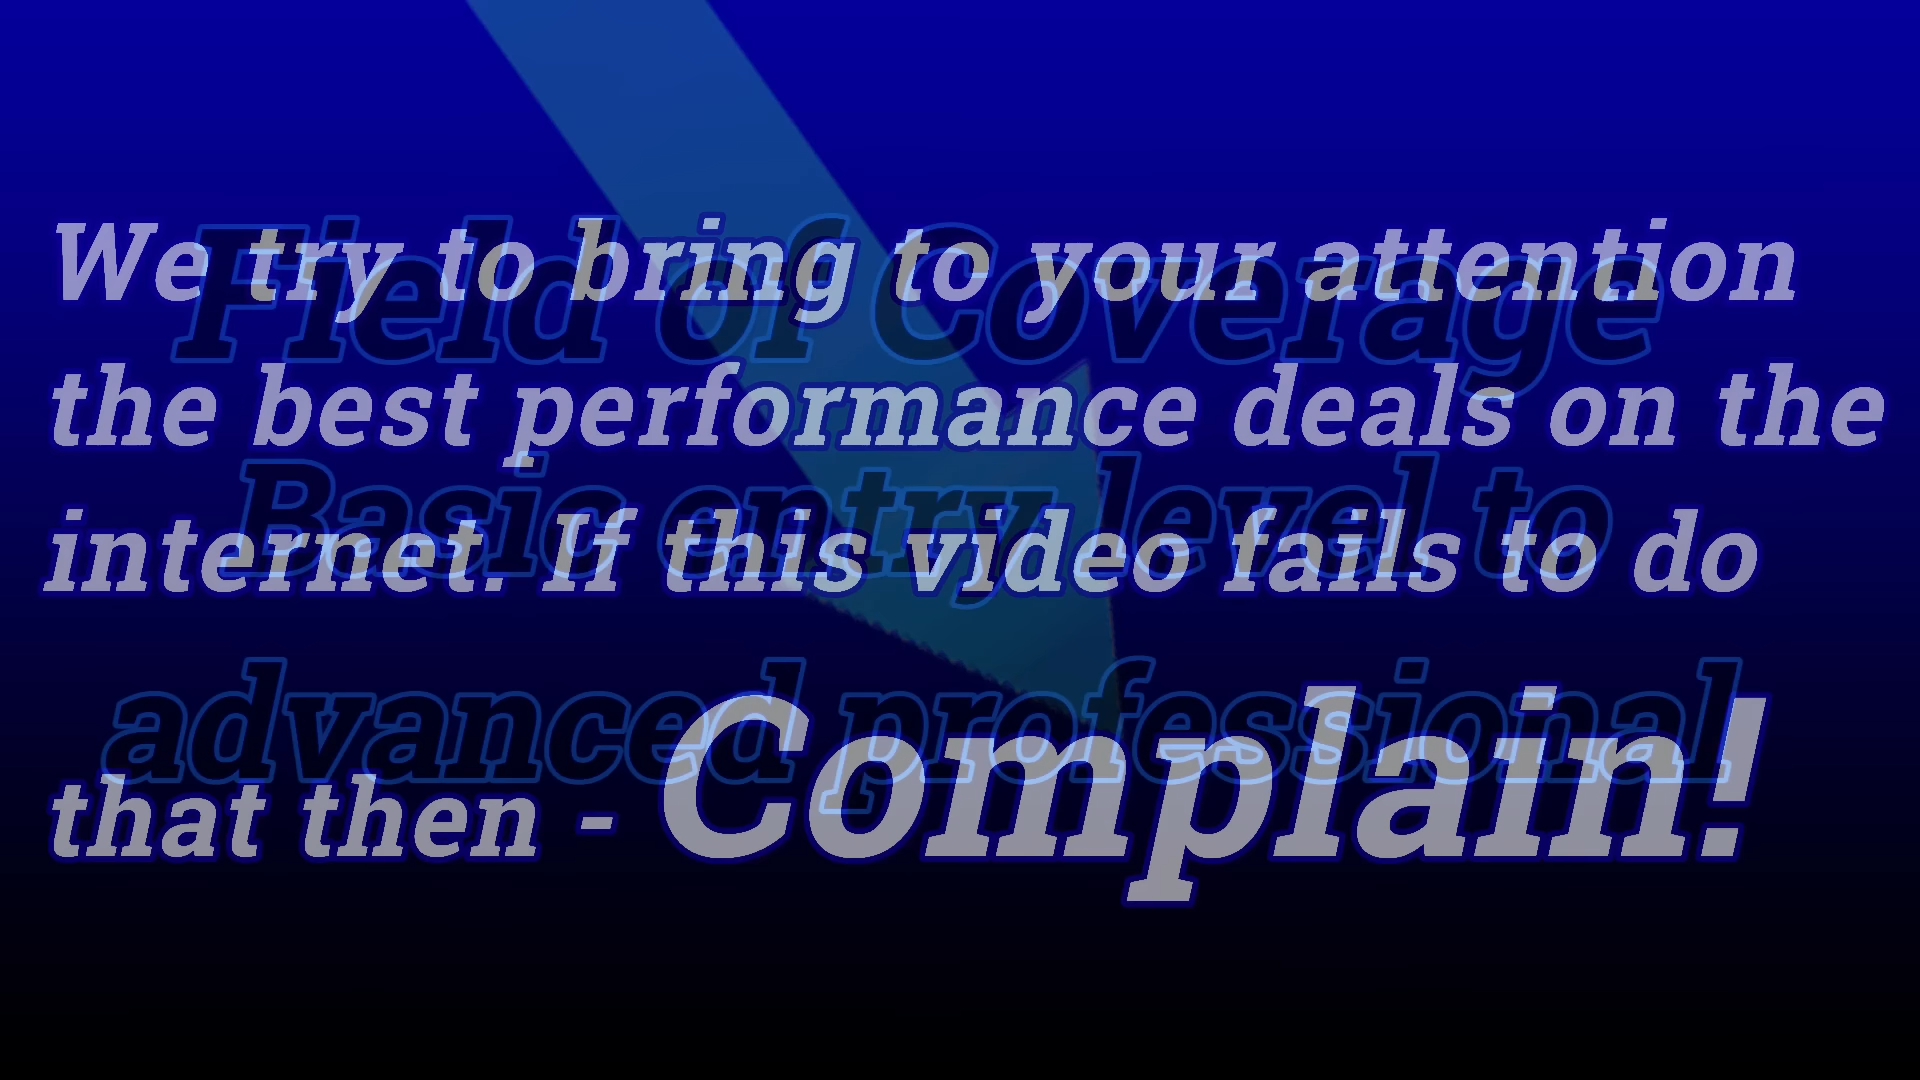 We try to bring to your attention
Field of Coverage
the best performance deals on the
Basic entry level to
internet. If this video fails to do
advanced professional
that then - Complain!